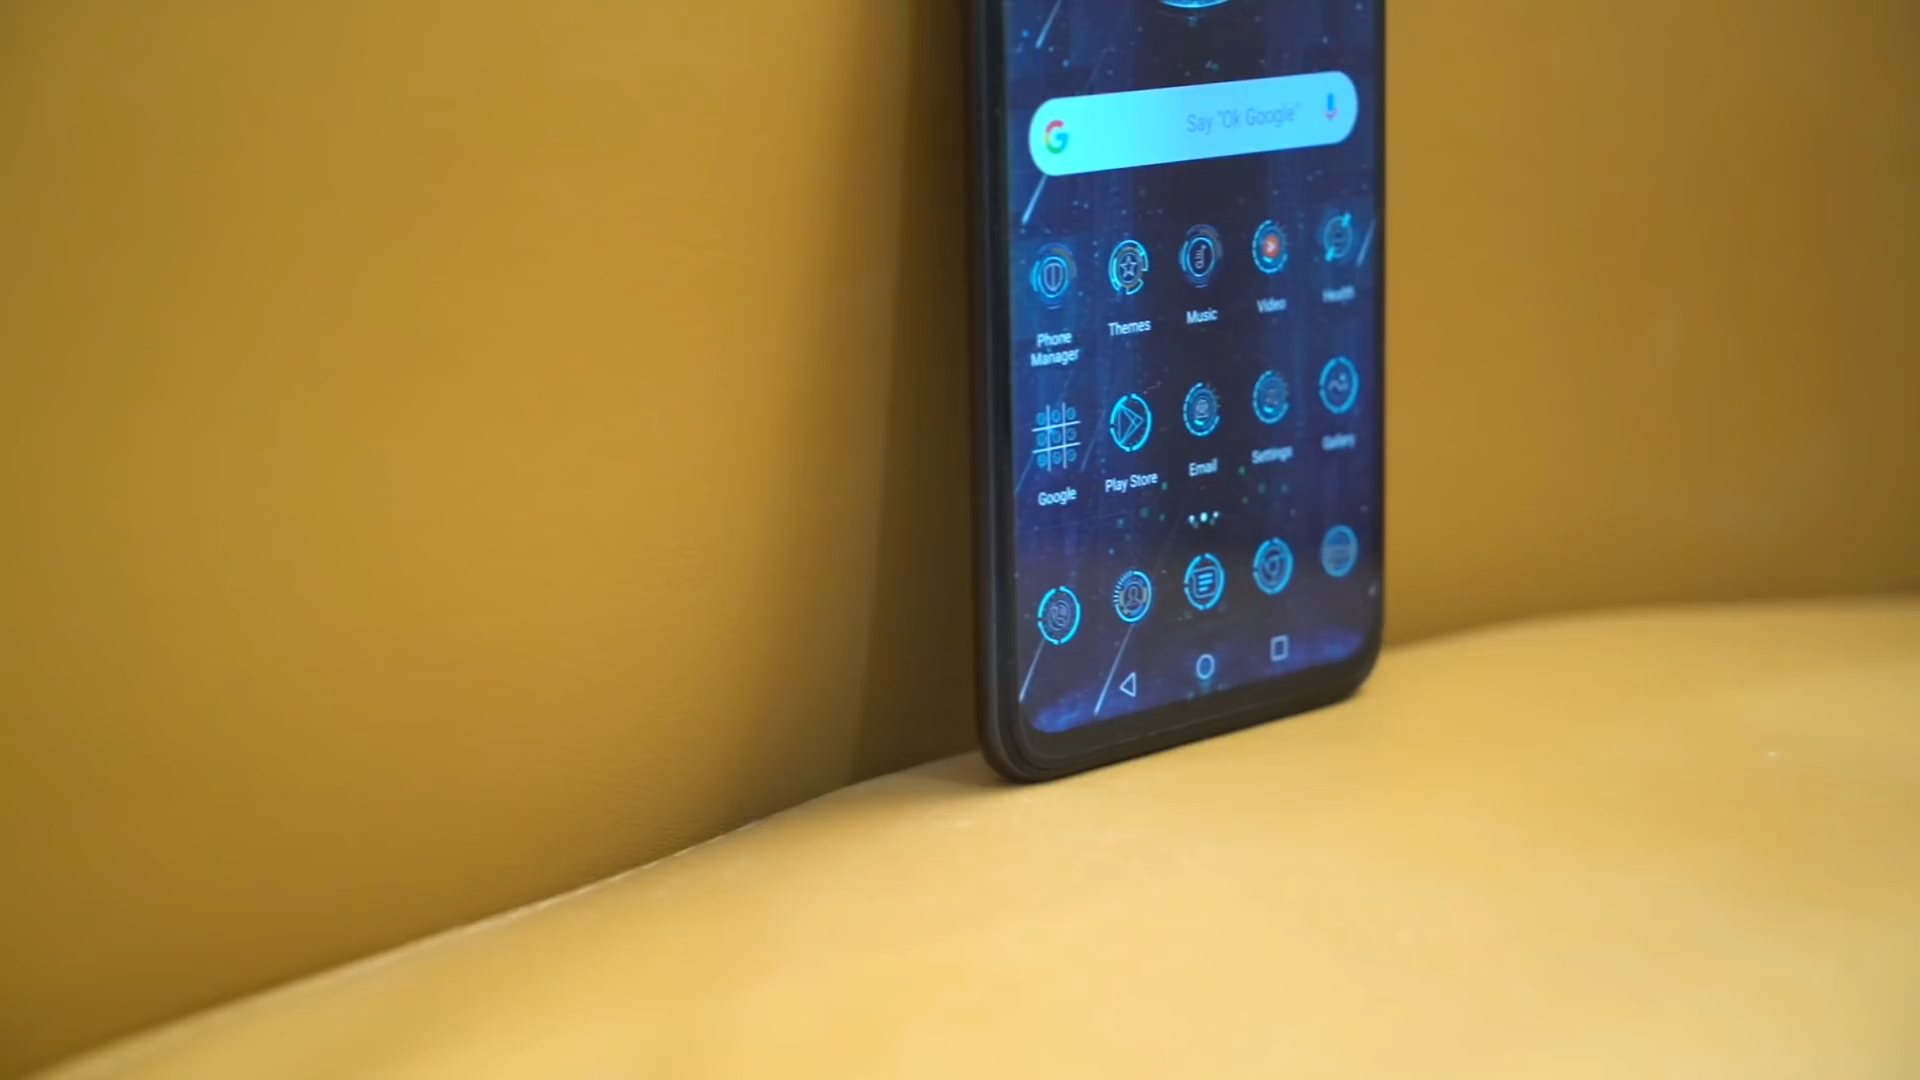 Say "Ok Google"
Phone
Manager
Themes
Music
Video
Health
Google
Play Store
Email
Settings
Gallery